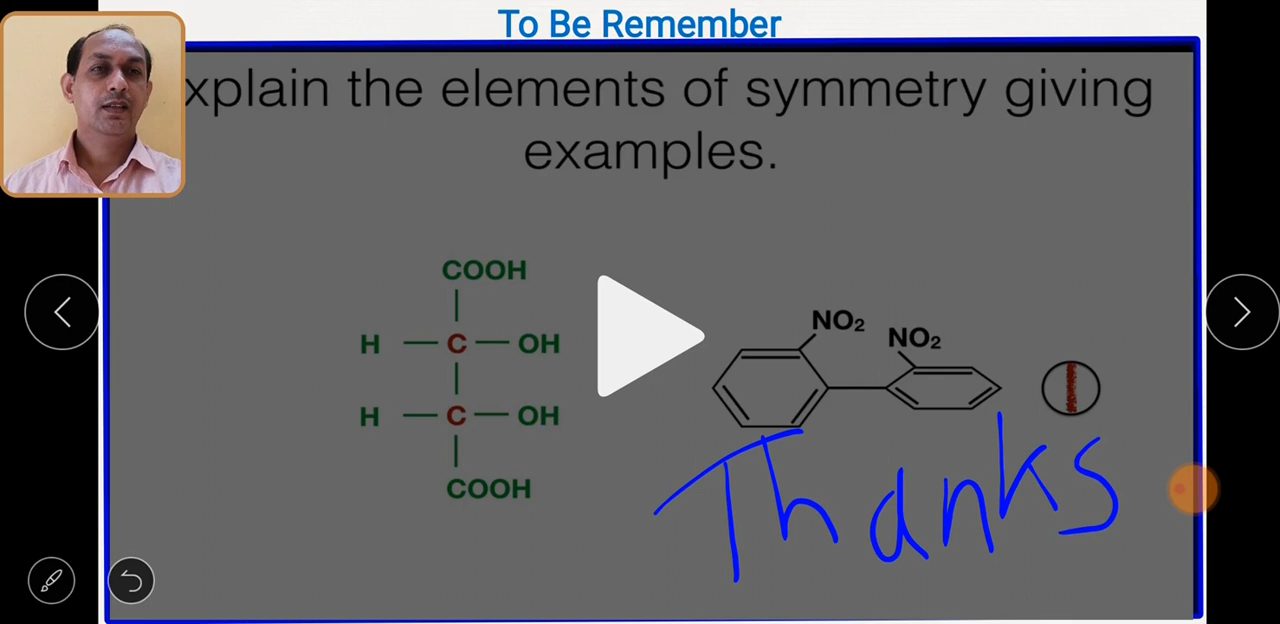 To Be Remember
xplain the elements of symmetry giving
examples.
COOH
H C OH
H C OH
COOH
NO₂
NO₂
Thanks